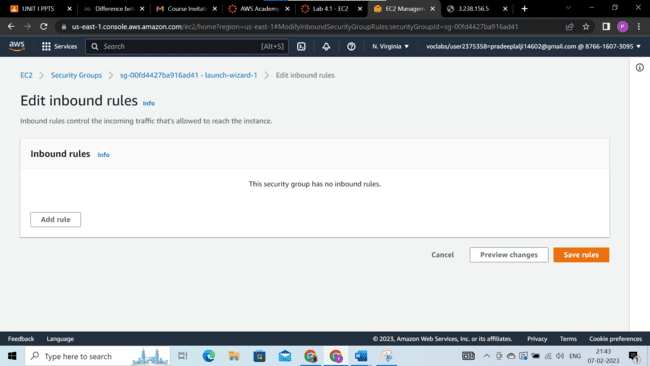 UNIT I PPTS
Difference ben
Course Invitati
AWS Academy
Lab 4.1 - EC2
EC2 Managem
3.238.156.5
us-east-1.console.aws.amazon.com/ec2/home?region=us-east-1#ModifyInboundSecurityGroupRules:securityGroupId=sg-00fd4427ba916ad41
aws
Services
Search
[Alt+S]
N. Virginia
voclabs/user2375358=pradeeplalji14602@gmail.com @ 8766-1607-3095
EC2
Security Groups
sg-00fd4427ba916ad41 - launch-wizard-1
Edit inbound rules
Edit inbound rules Info
Inbound rules control the incoming traffic that's allowed to reach the instance.
Inbound rules Info
This security group has no inbound rules.
Add rule
Cancel
Preview changes
Save rules
Feedback
Language
© 2023, Amazon Web Services, Inc. or its affiliates.
Privacy
Terms
Cookie preferences
Type here to search
ENG
21:43
07-02-2023